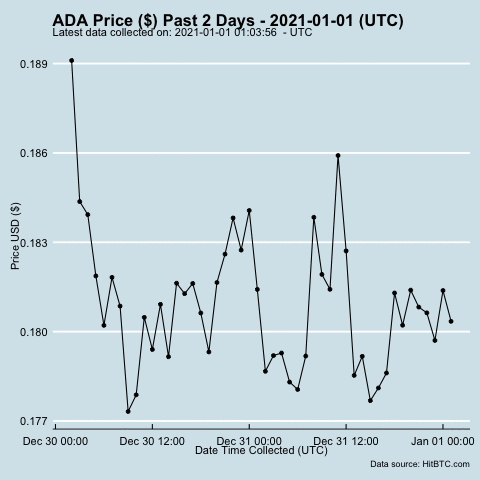 ADA Price ($) Past 2 Days - 2021-01-01 (UTC)
Latest data collected on: 2021-01-01 01:03:56  - UTC
0.189
0.186
0.183
0.180
0.177
Price USD ($)
Dec 30 00:00 Dec 30 12:00 Dec 31 00:00 Dec 31 12:00 Jan 01 00:00
Date Time Collected (UTC)
Data source: HitBTC.com